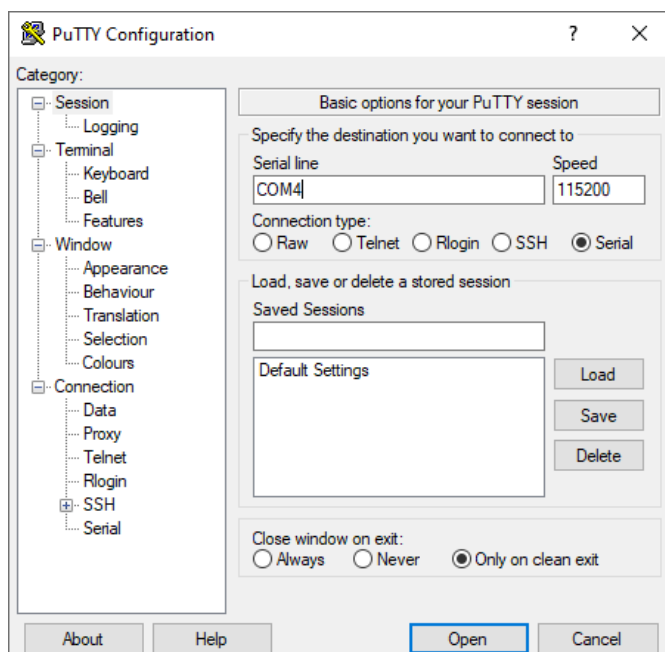 PuTTY Configuration
Category:
Session
Logging
Terminal
Keyboard
Bell
Features
Window
Appearance
Behaviour
Translation
Selection
Colours
Connection
Data
Proxy
Telnet
Rlogin
SSH
Serial
Basic options for your PuTTY session
Specify the destination you want to connect to
Serial line Speed
COM4 115200
Connection type:
Raw Telnet Rlogin SSH Serial
Load, save or delete a stored session
Saved Sessions
Default Settings
Load
Save
Delete
Close window on exit:
Always Never Only on clean exit
About Help Open Cancel